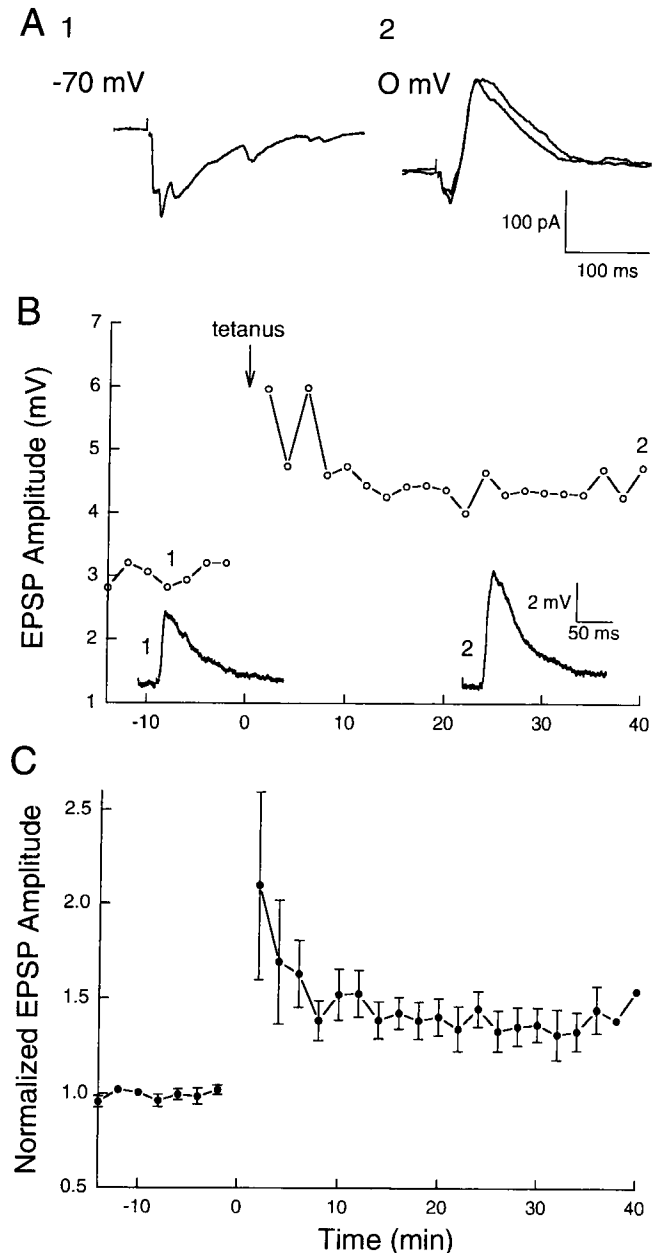 A 1 2
-70 mV O mV
100 pA
100 ms
B
7
tetanus
6
5
2
4
1
3
2 mV
50 ms
2
1
2
1
-10 0 10 20 30 40
EPSP Amplitude (mV)
C
2.5
2.0
1.5
1.0
0.5
-10 0 10 20 30 40
Normalized EPSP Amplitude
Time (min)